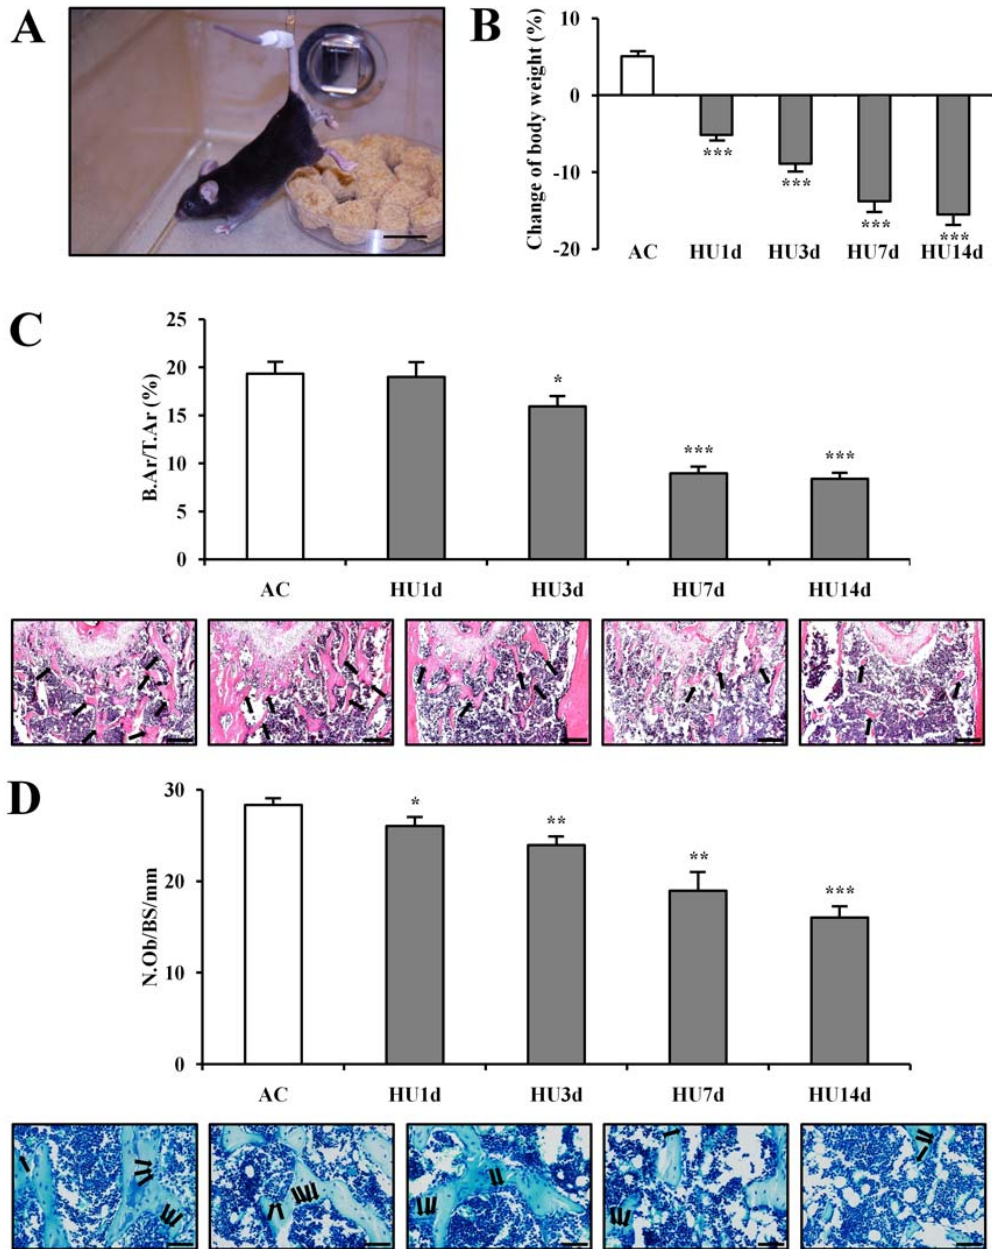 A
B
Change of body weight (%)
10
0
-10
-20
AC HU1d HU3d HU7d HU14d
*** *** *** ***
C
B.Ar/T.Ar (%)
25
20
15
10
5
0
* *** ***
AC HU1d HU3d HU7d HU14d
D
N.Ob/BS/mm
30
20
10
0
* ** ** ***
AC HU1d HU3d HU7d HU14d